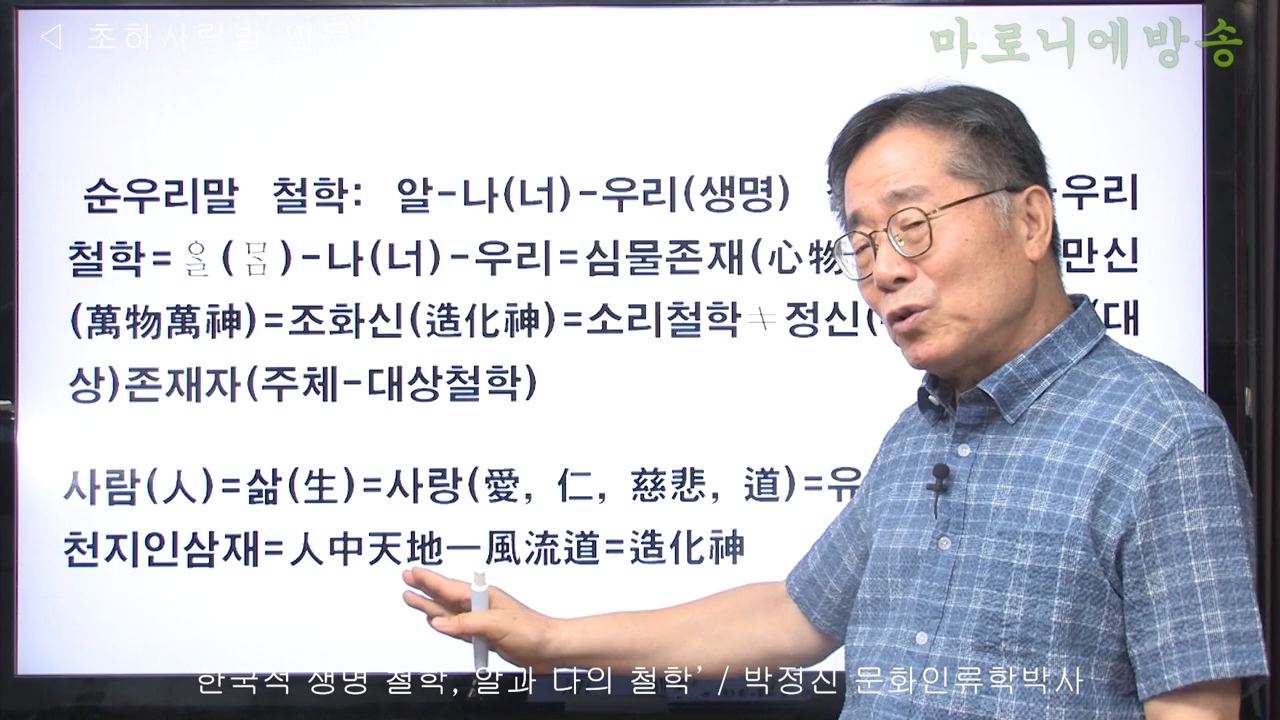 ◁ 초하사랑방
마로니에방송
순우리말 철학: 알-나(너)-우리(생명) -우리
철학=ᄋᆞᆯ(ᄆᆞᆷ)-나(너)-우리=심물존재(心物 만신
(萬物萬神)=조화신(造化神)=소리철학≠정신( (대
상)존재자(주체-대상철학)
사람(人)=삶(生)=사랑(愛, 仁, 慈悲, 道)=유
천지인삼재=人中天地一風流道=造化神
‘한국적 생명 철학, 알과 나의 철학’ / 박정진 문화인류학박사